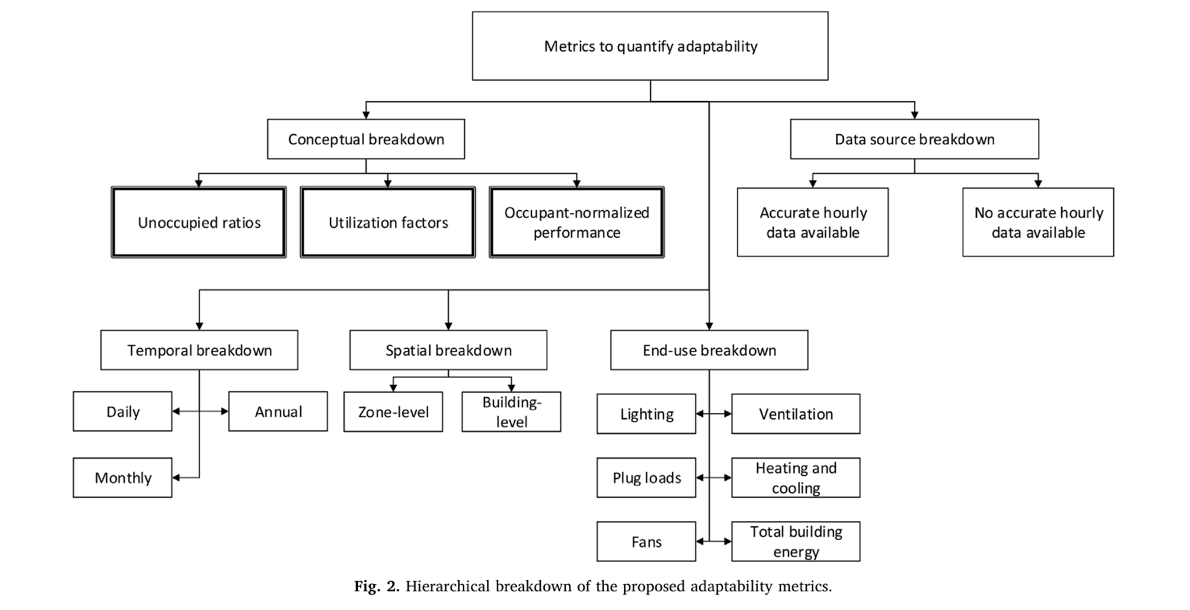 Metrics to quantify adaptability
Conceptual breakdown
Data source breakdown
Unoccupied ratios
Utilization factors
Occupant-normalized
performance
Accurate hourly
data available
No accurate hourly
data available
Temporal breakdown
Spatial breakdown
End-use breakdown
Daily
Annual
Monthly
Zone-level
Building-
level
Lighting
Ventilation
Plug loads
Heating and
cooling
Fans
Total building
energy
Fig. 2. Hierarchical breakdown of the proposed adaptability metrics.